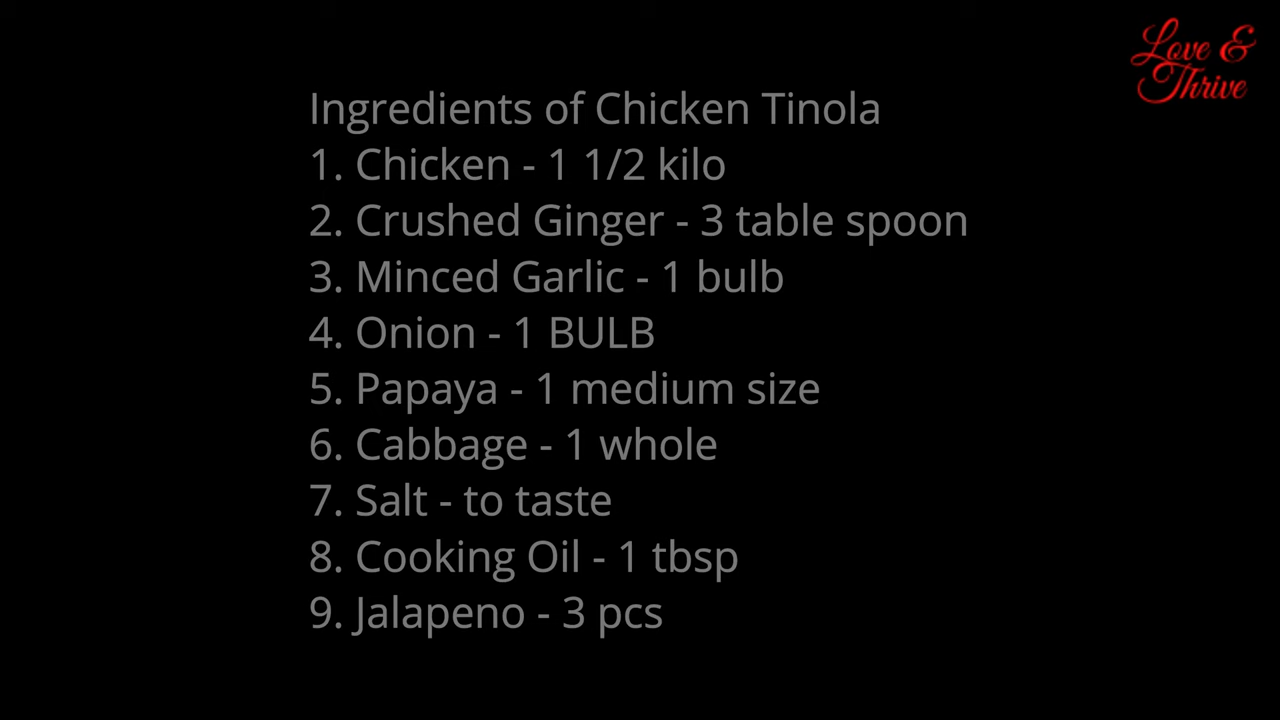 Love &
Thrive
Ingredients of Chicken Tinola
1. Chicken - 1 1/2 kilo
2. Crushed Ginger - 3 table spoon
3. Minced Garlic - 1 bulb
4. Onion - 1 BULB
5. Papaya - 1 medium size
6. Cabbage - 1 whole
7. Salt - to taste
8. Cooking Oil - 1 tbsp
9. Jalapeno - 3 pcs